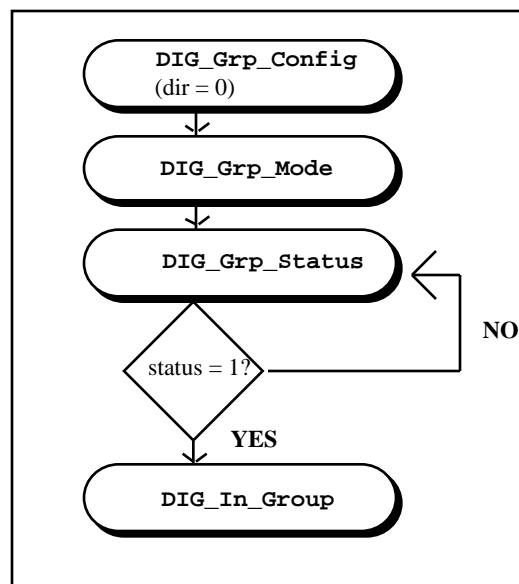 DIG_Grp_Config
(dir = 0)
DIG_Grp_Mode
DIG_Grp_Status
NO
status = 1?
YES
DIG_In_Group